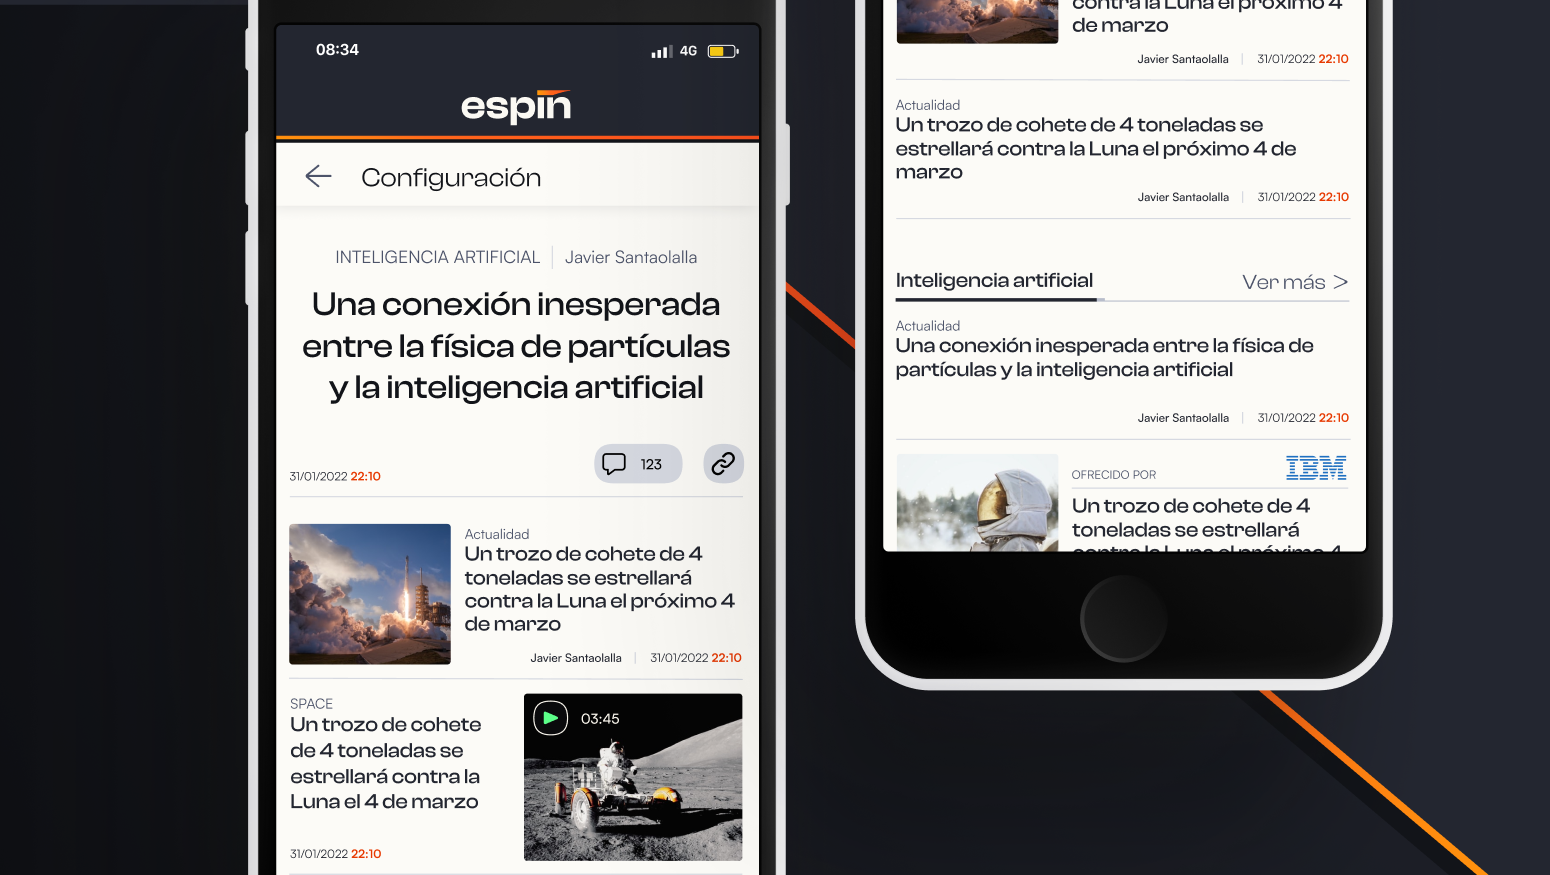 08:34
4G
espin
Configuración
INTELIGENCIA ARTIFICIAL | Javier Santaolalla
Una conexión inesperada
entre la física de partículas
y la inteligencia artificial
31/01/2022 22:10
123
Actualidad
Un trozo de cohete de 4
toneladas se estrellará
contra la Luna el próximo 4
de marzo
Javier Santaolalla | 31/01/2022 22:10
SPACE
Un trozo de cohete
de 4 toneladas se
estrellará contra la
Luna el 4 de marzo
31/01/2022 22:10
03:45
contra la Luna el próximo 4
de marzo
Javier Santaolalla | 31/01/2022 22:10
Actualidad
Un trozo de cohete de 4 toneladas se
estrellará contra la Luna el próximo 4 de
marzo
Javier Santaolalla | 31/01/2022 22:10
Inteligencia artificial
Ver más >
Actualidad
Una conexión inesperada entre la física de
partículas y la inteligencia artificial
Javier Santaolalla | 31/01/2022 22:10
OFRECIDO POR
IBM
Un trozo de cohete de 4
toneladas se estrellará
contra la Luna el próximo 4